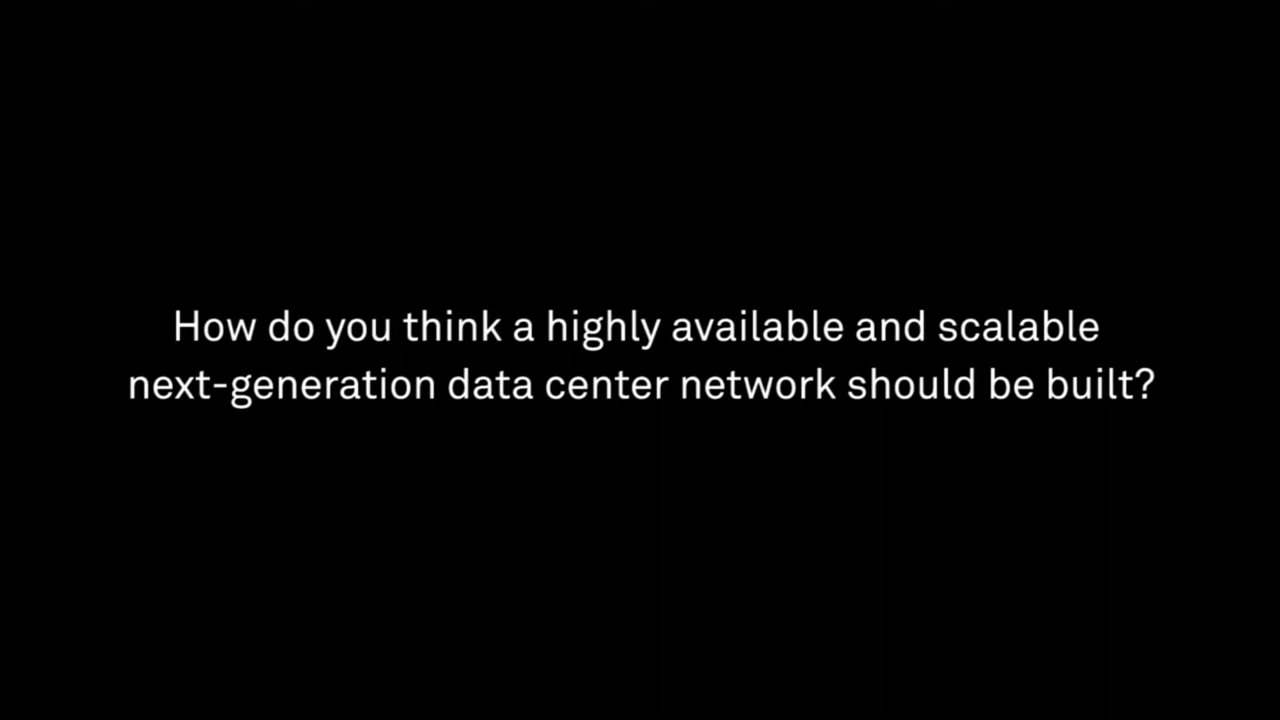 How do you think a highly available and scalable
next-generation data center network should be built?